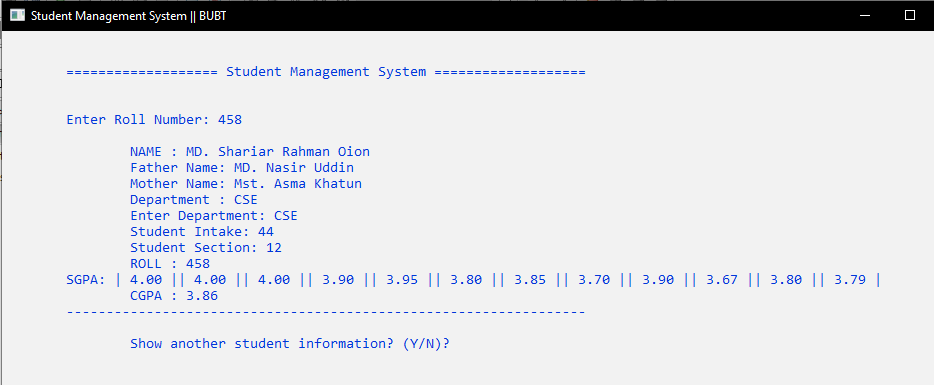 Student Management System || BUBT
=================== Student Management System ===================
Enter Roll Number: 458
NAME : MD. Shariar Rahman Oion
Father Name: MD. Nasir Uddin
Mother Name: Mst. Asma Khatun
Department : CSE
Enter Department: CSE
Student Intake: 44
Student Section: 12
ROLL : 458
SGPA: | 4.00 || 4.00 || 4.00 || 3.90 || 3.95 || 3.80 || 3.85 || 3.70 || 3.90 || 3.67 || 3.80 || 3.79 |
CGPA : 3.86
-----------------------------------------------------------------
Show another student information? (Y/N)?